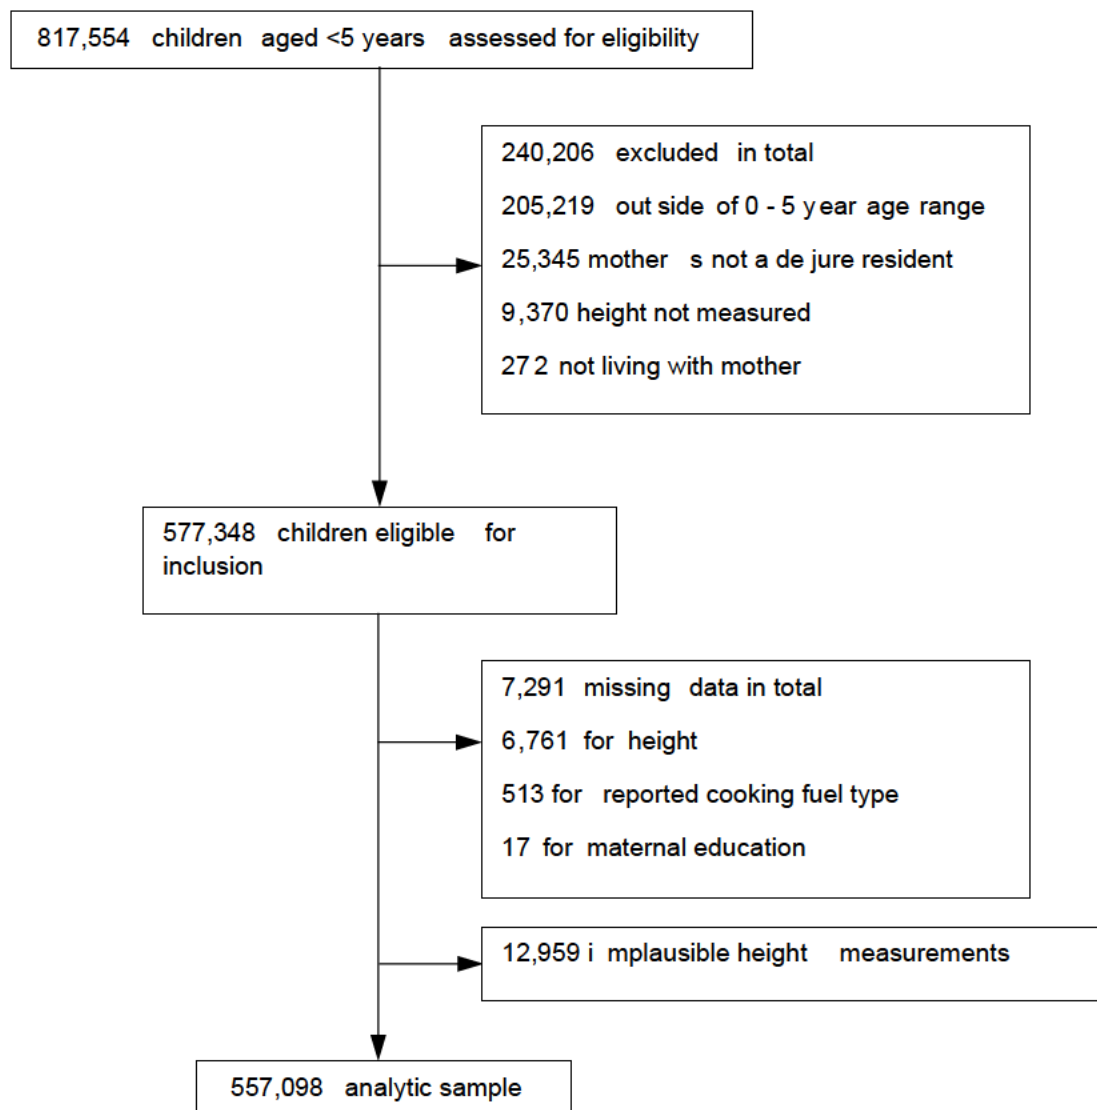 817,554 children aged <5 years assessed for eligibility
240,206 excluded in total
205,219 out side of 0 - 5 y ear age range
25,345 mother s not a de jure resident
9,370 height not measured
27 2 not living with mother
577,348 children eligible for
inclusion
7,291 missing data in total
6,761 for height
513 for reported cooking fuel type
17 for maternal education
12,959 i mplausible height measurements
557,098 analytic sample